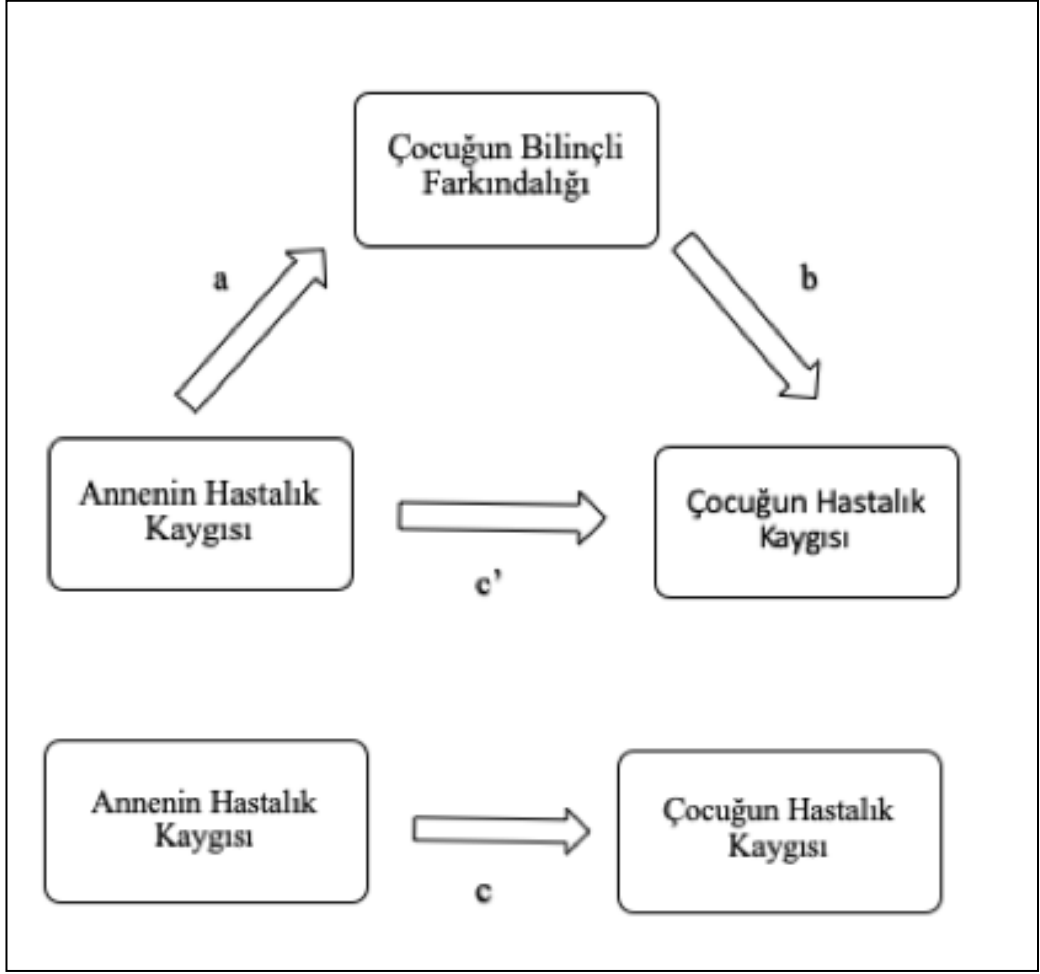 Çocuğun Bilinçli
Farkındalığı
a
b
Annenin Hastalık
Kaygısı
c’
Çocuğun Hastalık
Kaygısı
Annenin Hastalık
Kaygısı
c
Çocuğun Hastalık
Kaygısı